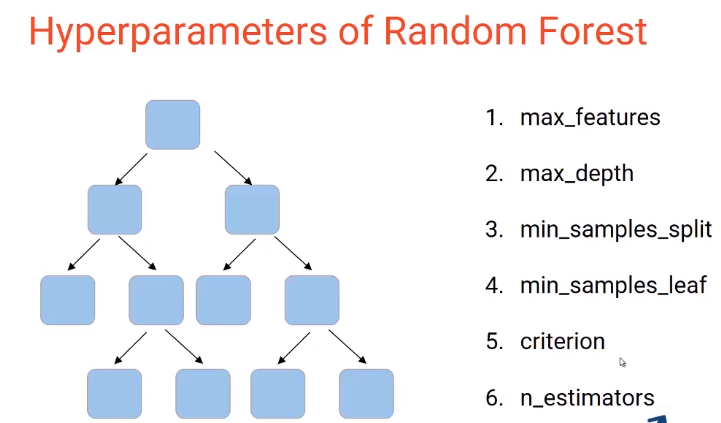 Hyperparameters of Random Forest
1. max_features
2. max_depth
3. min_samples_split
4. min_samples_leaf
5. criterion
6. n_estimators